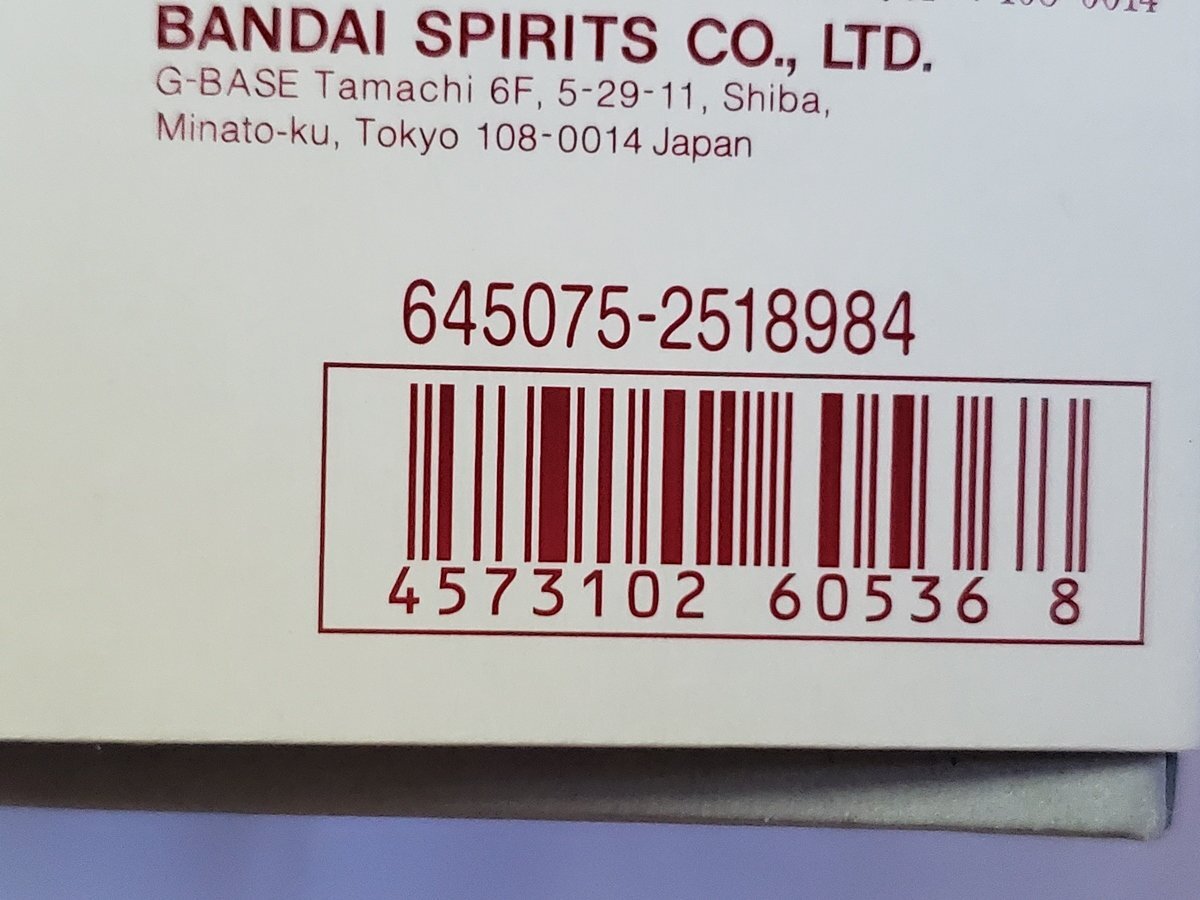 BANDAI SPIRITS CO., LTD.
G-BASE Tamachi 6F, 5-29-11, Shiba,
Minato-ku, Tokyo 108-0014 Japan
645075-2518984
4573102 60536 8